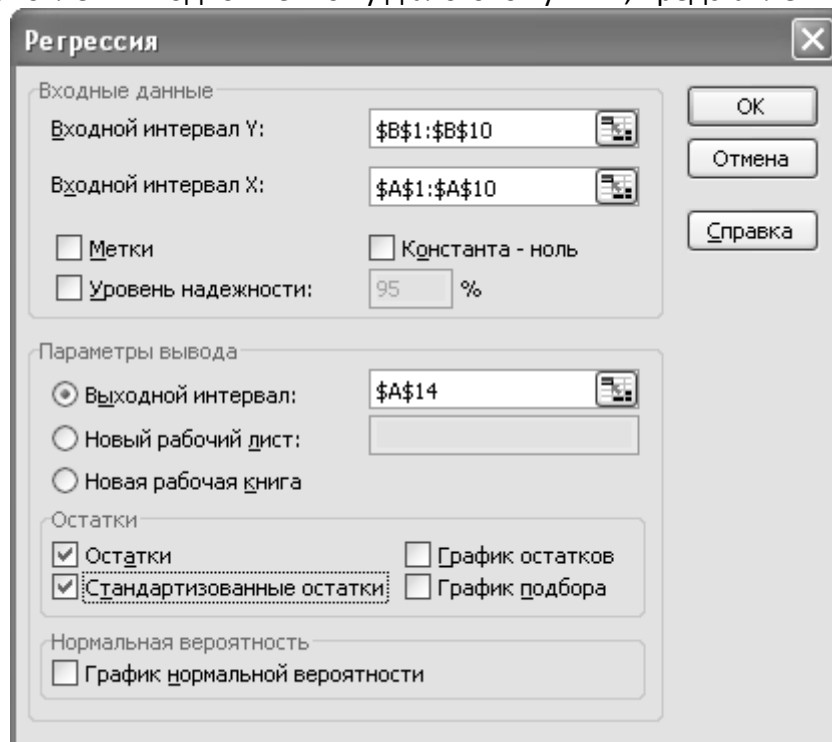 Регрессия
Входные данные
Входной интервал Y: $B$1:$B$10
Входной интервал X: $A$1:$A$10
Метки Константа - ноль
Уровень надежности: 95 %
OK
Отмена
Справка
Параметры вывода
Выходной интервал: $A$14
Новый рабочий лист:
Новая рабочая книга
Остатки
Остатки График остатков
Стандартизованные остатки График подбора
Нормальная вероятность
График нормальной вероятности